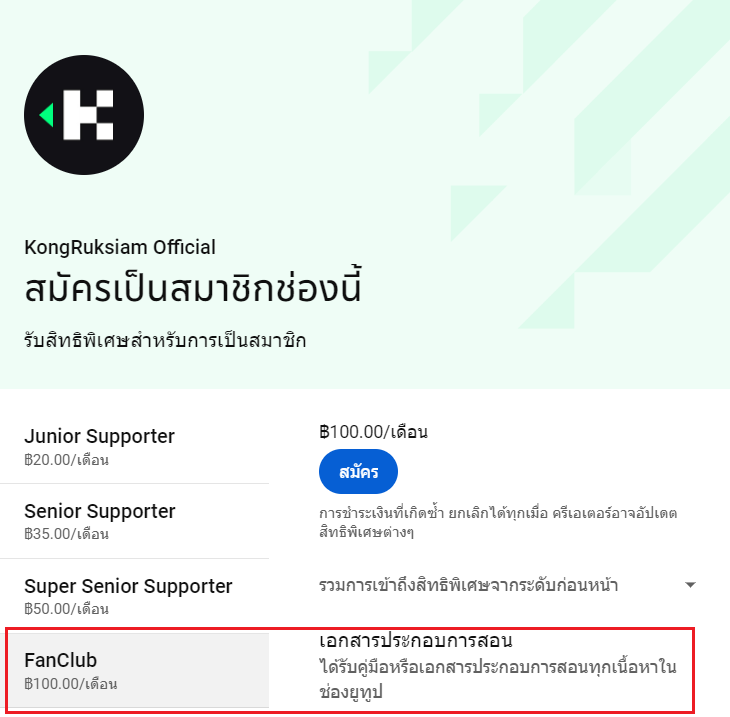 KongRuksiam Official
สมัครเป็นสมาชิกช่องนี้
รับสิทธิพิเศษสำหรับการเป็นสมาชิก
Junior Supporter
฿20.00/เดือน
Senior Supporter
฿35.00/เดือน
Super Senior Supporter
฿50.00/เดือน
FanClub
฿100.00/เดือน
฿100.00/เดือน
สมัคร
การชำระเงินที่เกิดซ้ำ ยกเลิกได้ทุกเมื่อ ครีเอเตอร์อาจอัปเดต
สิทธิพิเศษต่างๆ
รวมการเข้าถึงสิทธิพิเศษจากระดับก่อนหน้า
เอกสารประกอบการสอน
ได้รับคู่มือหรือเอกสารประกอบการสอนทุกเนื้อหาใน
ช่องยูทูป